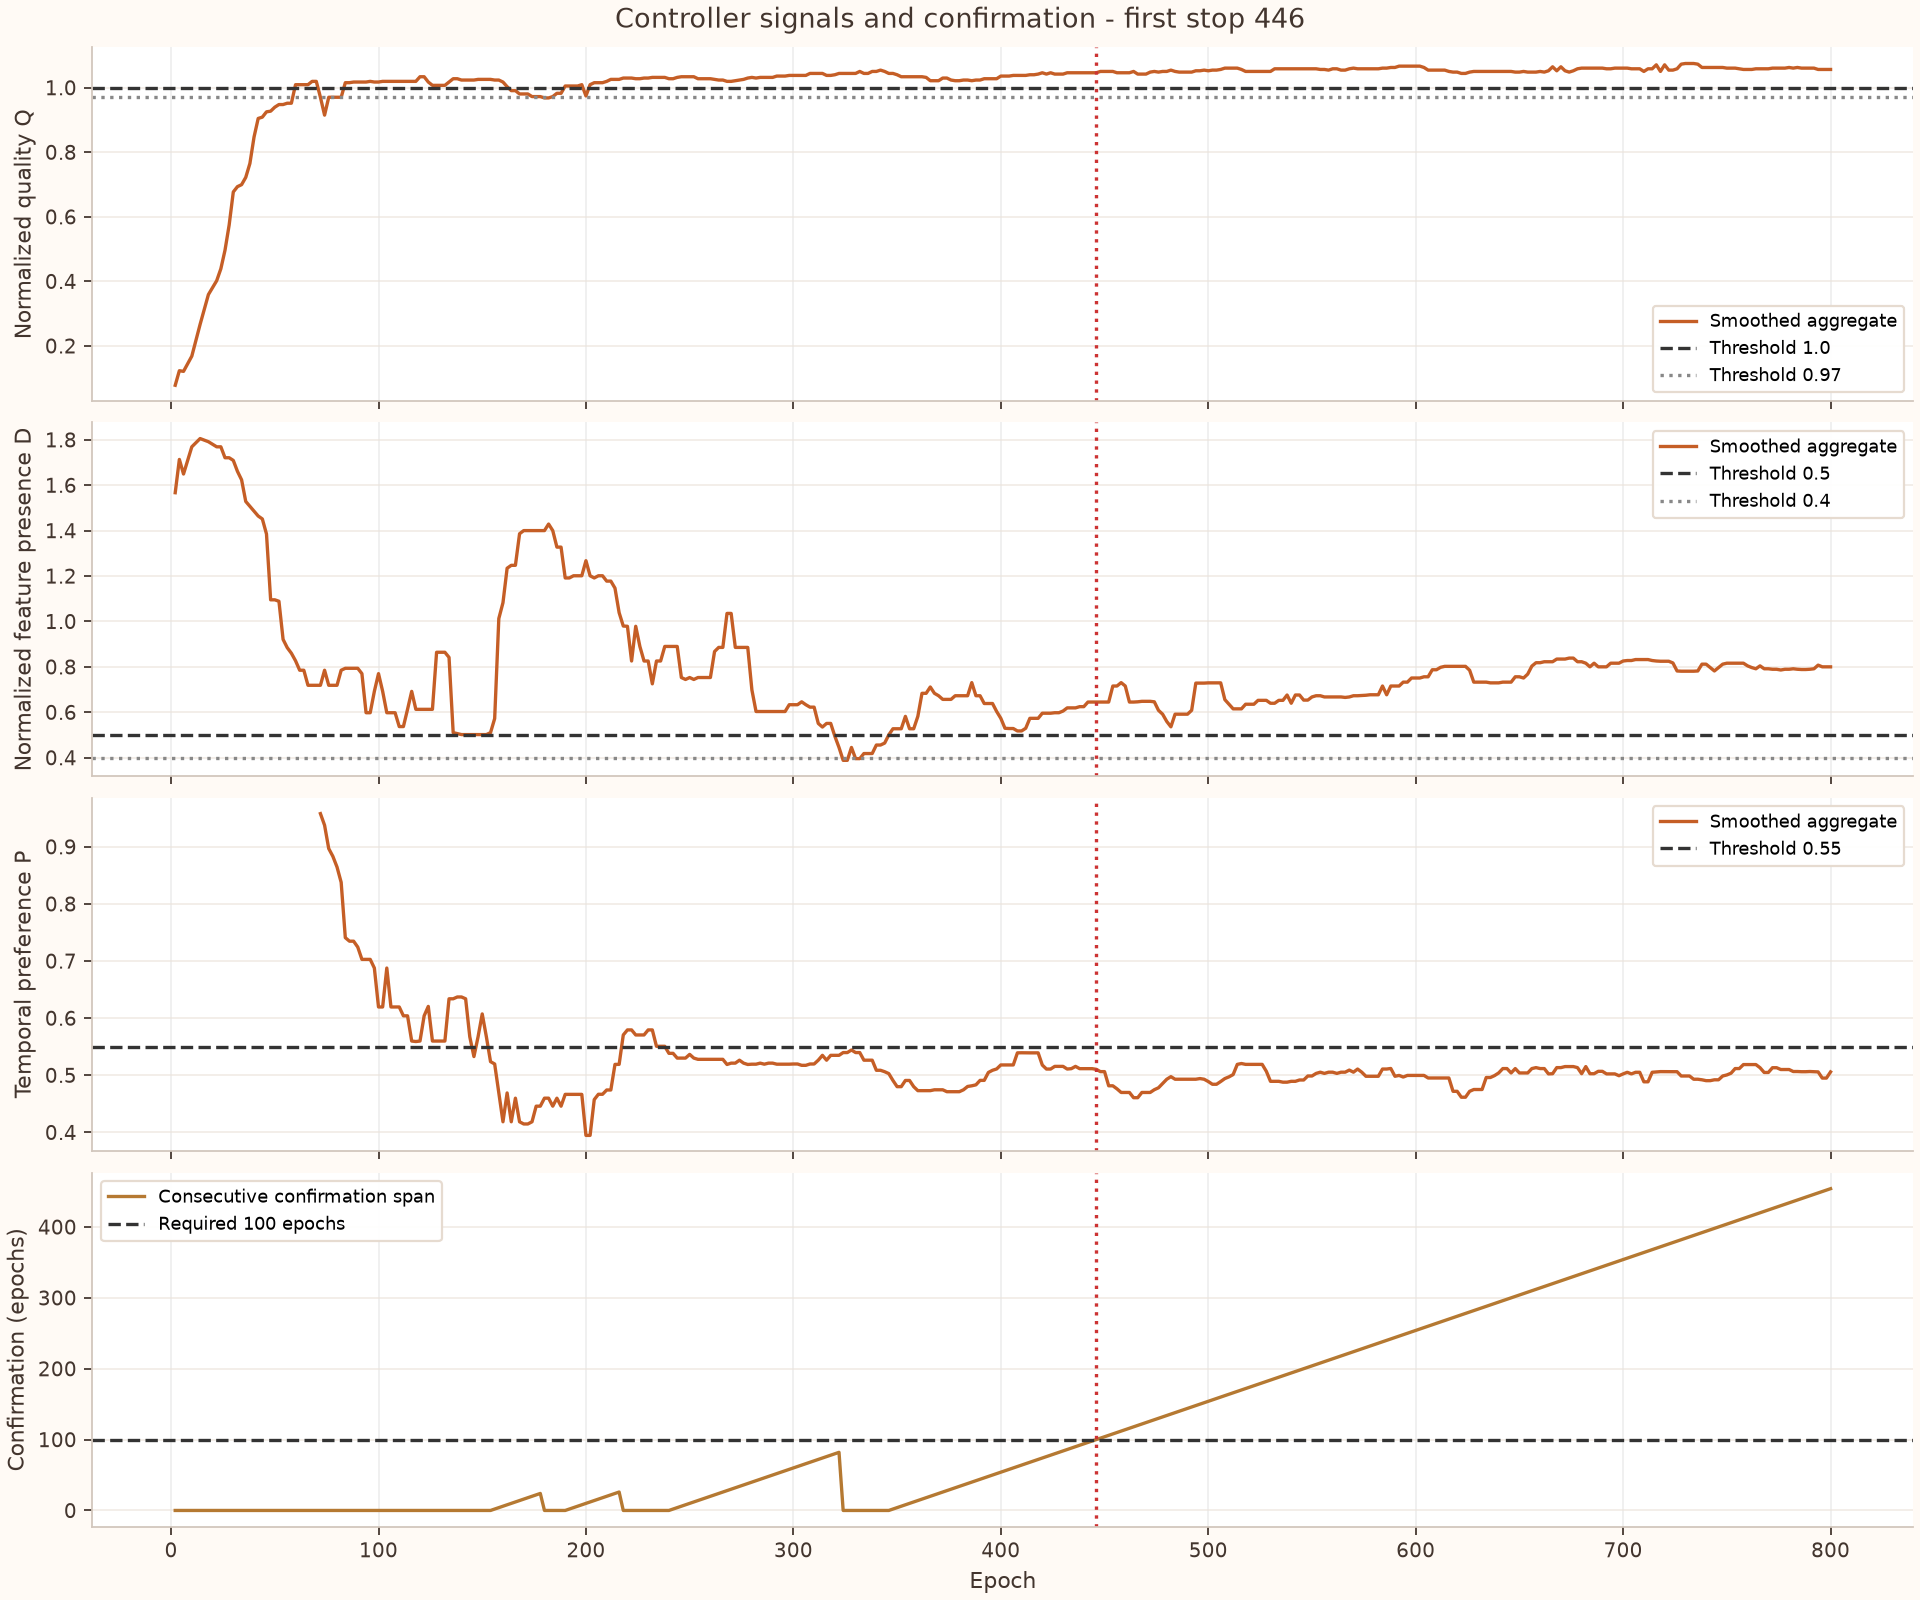 Controller signals and confirmation - first stop 446
Normalized quality Q
1.0
0.8
0.6
0.4
0.2
Smoothed aggregate
Threshold 1.0
Threshold 0.97
Normalized feature presence D
1.8
1.6
1.4
1.2
1.0
0.8
0.6
0.4
Smoothed aggregate
Threshold 0.5
Threshold 0.4
Temporal preference P
0.9
0.8
0.7
0.6
0.5
0.4
Smoothed aggregate
Threshold 0.55
Confirmation (epochs)
400
300
200
100
0
Consecutive confirmation span
Required 100 epochs
0 100 200 300 400 500 600 700 800
Epoch